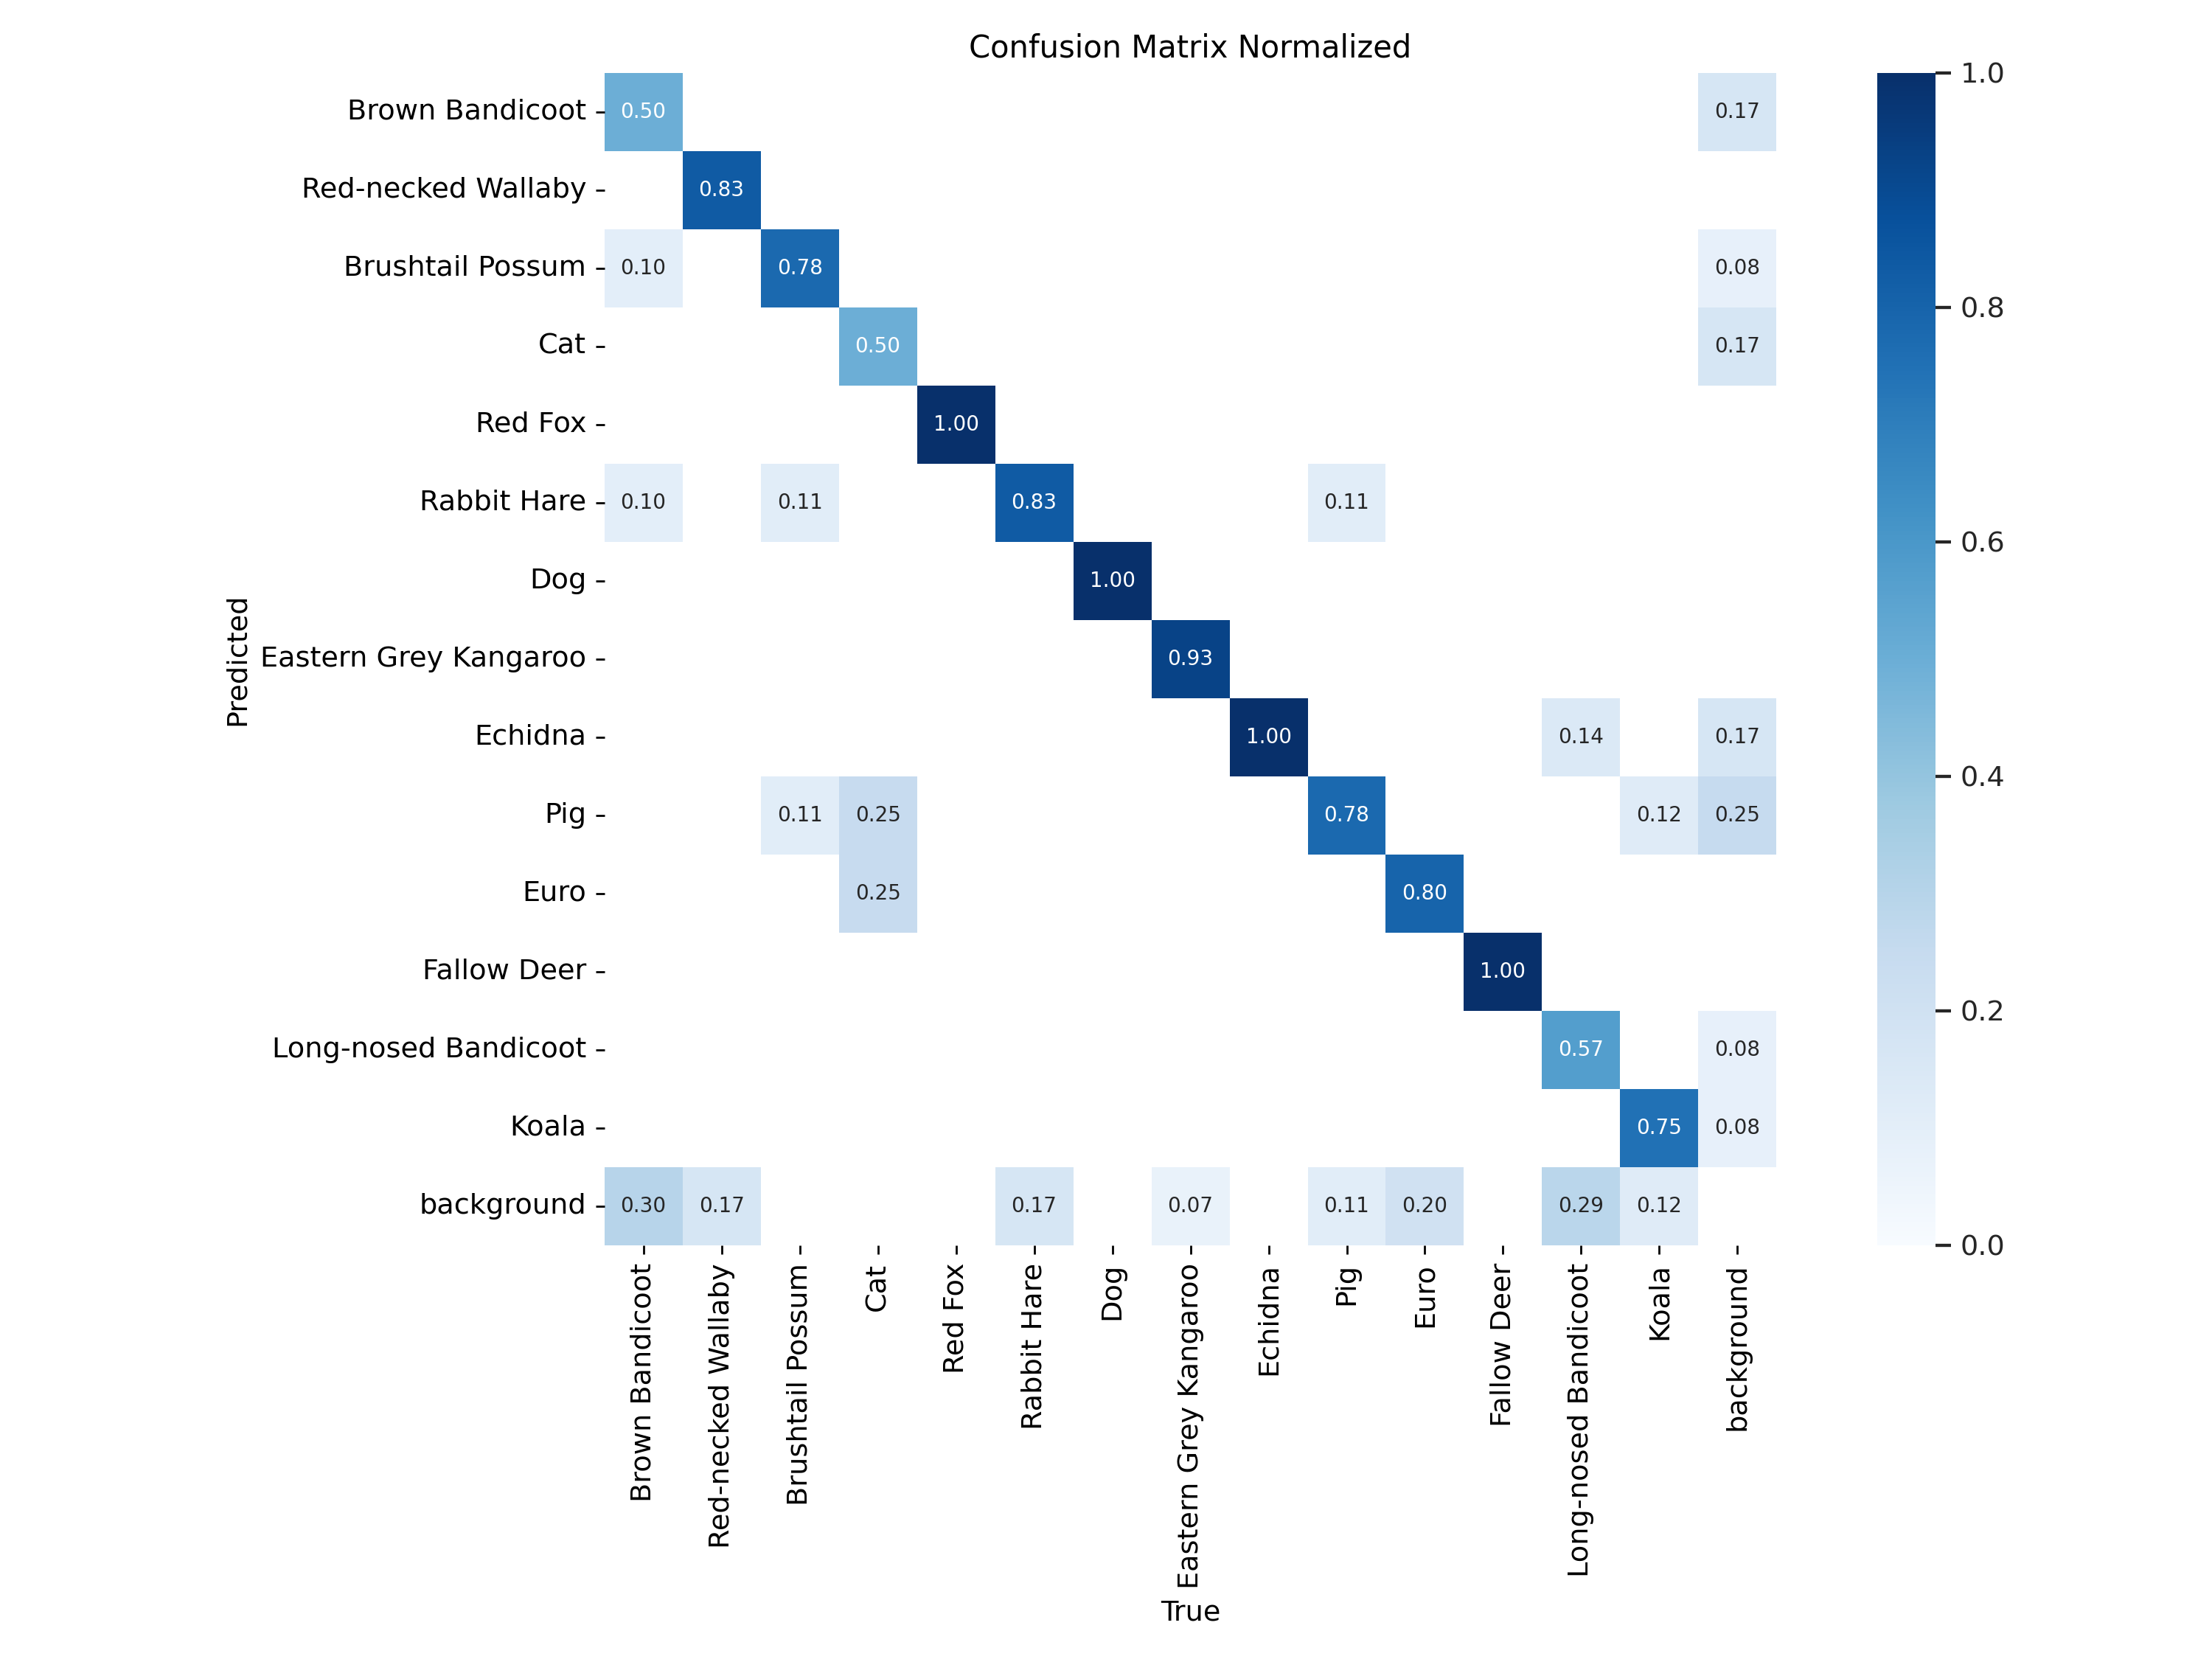 Confusion Matrix Normalized
Brown Bandicoot 0.50 0.17 1.0
Red-necked Wallaby 0.83
Brushtail Possum 0.10 0.78 0.08
0.8
Cat 0.50 0.17
Red Fox 1.00
Rabbit Hare 0.10 0.11 0.83 0.11
0.6
Dog 1.00
Predicted
Eastern Grey Kangaroo 0.93
Echidna 1.00 0.14 0.17
0.4
Pig 0.11 0.25 0.78 0.12 0.25
Euro 0.25 0.80
Fallow Deer 1.00
0.2
Long-nosed Bandicoot 0.57 0.08
Koala 0.75 0.08
background 0.30 0.17 0.17 0.07 0.11 0.20 0.29 0.12
0.0
Brown Bandicoot
Red-necked Wallaby
Brushtail Possum
Cat
Red Fox
Rabbit Hare
Dog
Eastern Grey Kangaroo
Echidna
Pig
Euro
Fallow Deer
Long-nosed Bandicoot
Koala
background
True